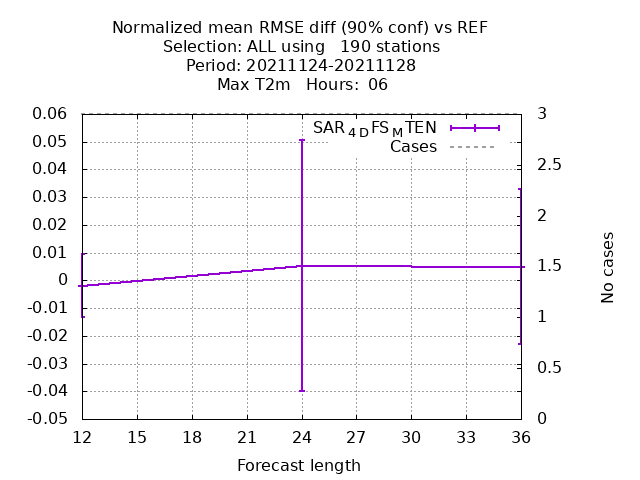 Normalized mean RMSE diff (90% conf) vs REF
Selection: ALL using   190 stations
Period: 20211124-20211128
Max T2m   Hours:  06
SAR4DFSMTEN
Cases
0.06
0.05
0.04
0.03
0.02
0.01
0
-0.01
-0.02
-0.03
-0.04
-0.05
3
2.5
2
1.5
1
0.5
0
No cases
12 15 18 21 24 27 30 33 36
Forecast length